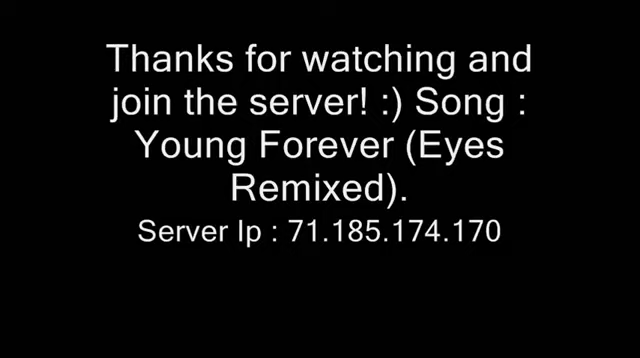 Thanks for watching and
join the server! :) Song :
Young Forever (Eyes
Remixed).
Server Ip : 71.185.174.170